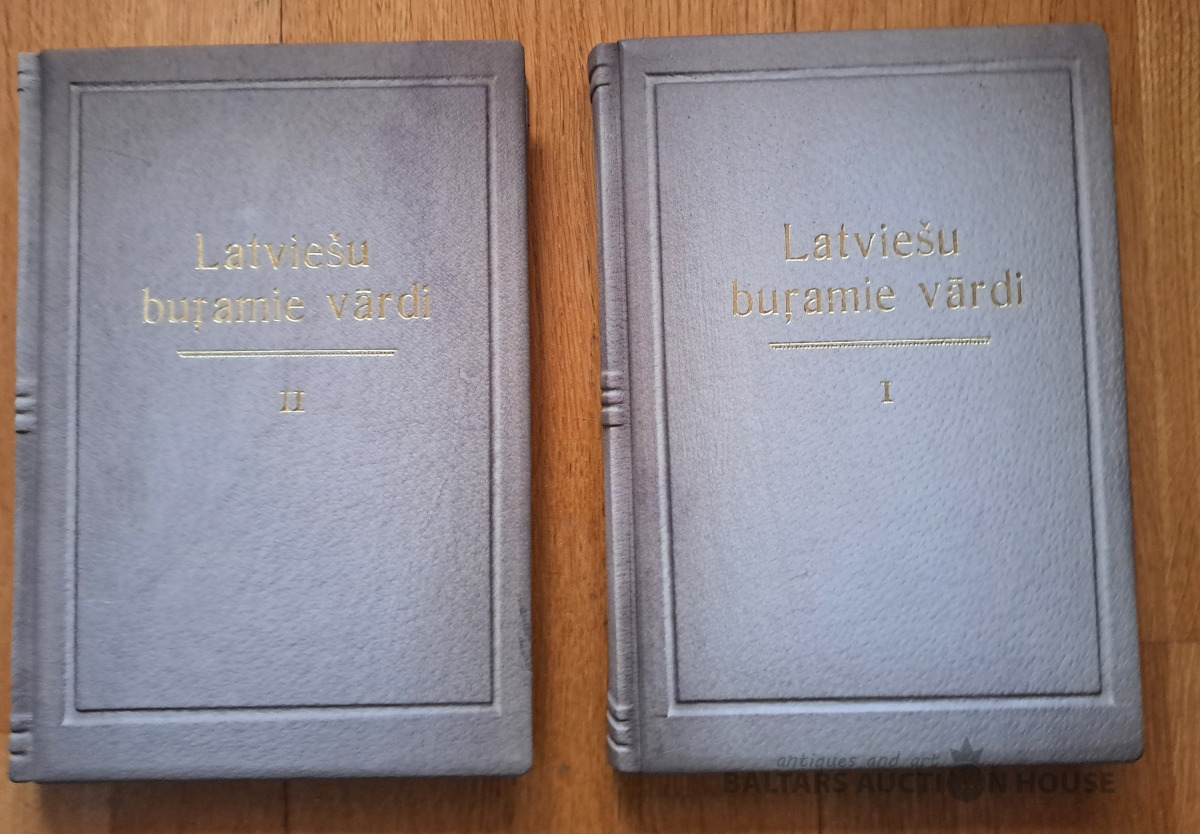 Latviešu
buŗamie vārdi
II
Latviešu
buŗamie vārdi
I
antiques and art
BALTARS AUCTION HOUSE